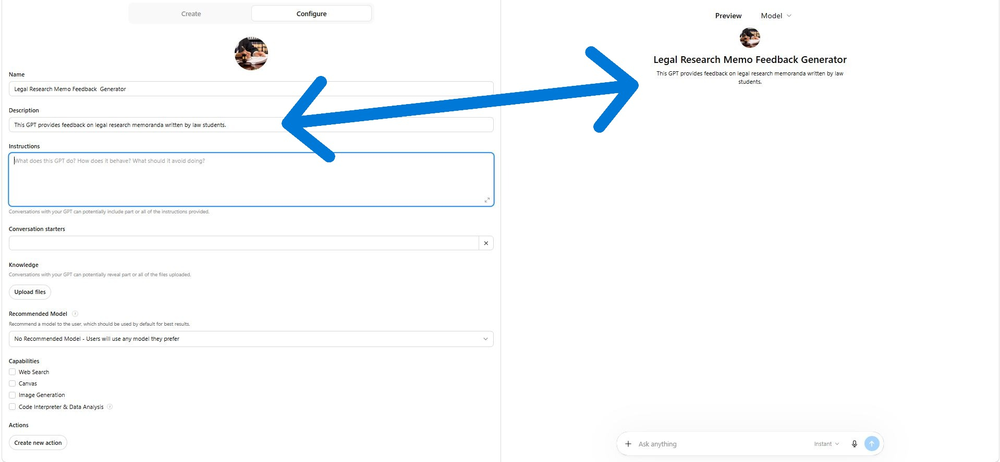 Create
Configure
Name
Legal Research Memo Feedback  Generator
Description
This GPT provides feedback on legal research memoranda written by law students.
Instructions
What does this GPT do? How does it behave? What should it avoid doing?
Conversations with your GPT can potentially include part or all of the instructions provided.
Conversation starters
Knowledge
Conversations with your GPT can potentially reveal part or all of the files uploaded.
Upload files
Recommended Model ?
Recommend a model to the user, which should be used by default for best results.
No Recommended Model - Users will use any model they prefer
Capabilities
Web Search
Canvas
Image Generation
Code Interpreter & Data Analysis ?
Actions
Create new action
Preview
Model
Legal Research Memo Feedback Generator
This GPT provides feedback on legal research memoranda written by law
students.
Ask anything
Instant